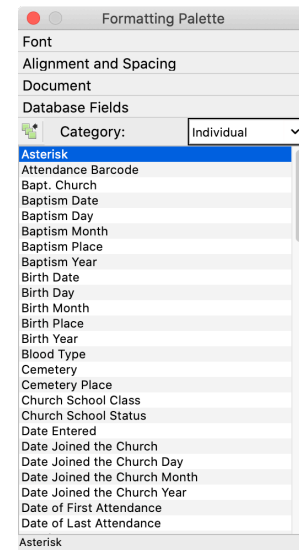 Formatting Palette
Font
Alignment and Spacing
Document
Database Fields
Category: Individual
Asterisk
Attendance Barcode
Bapt. Church
Baptism Date
Baptism Day
Baptism Month
Baptism Place
Baptism Year
Birth Date
Birth Day
Birth Month
Birth Place
Birth Year
Blood Type
Cemetery
Cemetery Place
Church School Class
Church School Status
Date Entered
Date Joined the Church
Date Joined the Church Day
Date Joined the Church Month
Date Joined the Church Year
Date of First Attendance
Date of Last Attendance
Asterisk